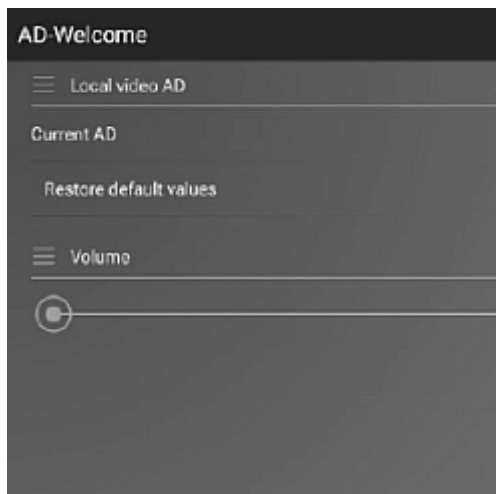 AD-Welcome
Local video AD
Current AD
Restore default values
Volume